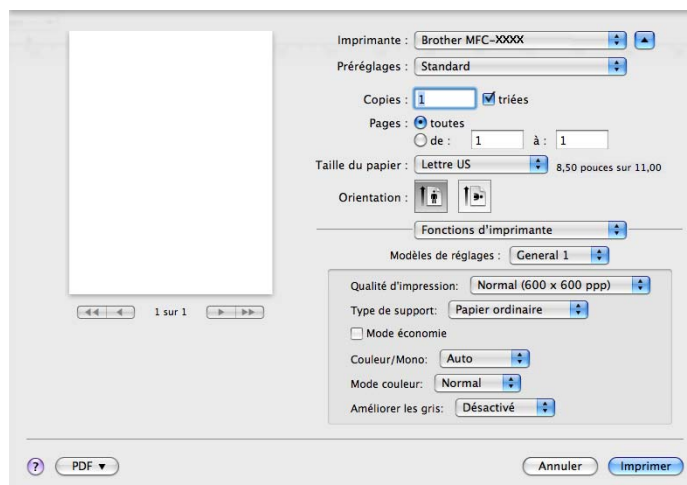 Imprimante : Brother MFC-XXXX
Préréglages : Standard
Copies : 1 triées
Pages : toutes
de : 1 à : 1
Taille du papier : Lettre US 8,50 pouces sur 11,00
Orientation :
Fonctions d'imprimante
Modèles de réglages : General 1
Qualité d'impression: Normal (600 x 600 ppp)
Type de support: Papier ordinaire
Mode économie
Couleur/Mono: Auto
Mode couleur: Normal
Améliorer les gris: Désactivé
1 sur 1
? PDF Annuler Imprimer